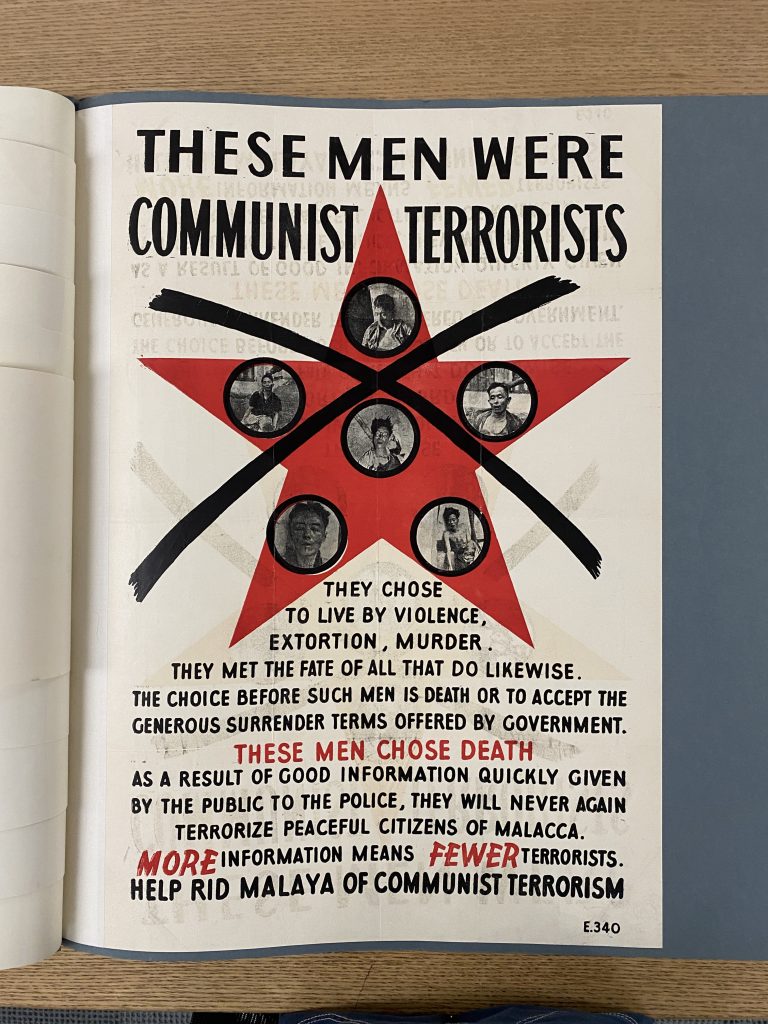 THESE MEN WERE
COMMUNIST TERRORISTS
THEY CHOSE
TO LIVE BY VIOLENCE,
EXTORTION, MURDER.
THEY MET THE FATE OF ALL THAT DO LIKEWISE.
THE CHOICE BEFORE SUCH MEN IS DEATH OR TO ACCEPT THE
GENEROUS SURRENDER TERMS OFFERED BY GOVERNMENT.
THESE MEN CHOSE DEATH
AS A RESULT OF GOOD INFORMATION QUICKLY GIVEN
BY THE PUBLIC TO THE POLICE, THEY WILL NEVER AGAIN
TERRORIZE PEACEFUL CITIZENS OF MALACCA.
MORE INFORMATION MEANS FEWER TERRORISTS.
HELP RID MALAYA OF COMMUNIST TERRORISM
E.340